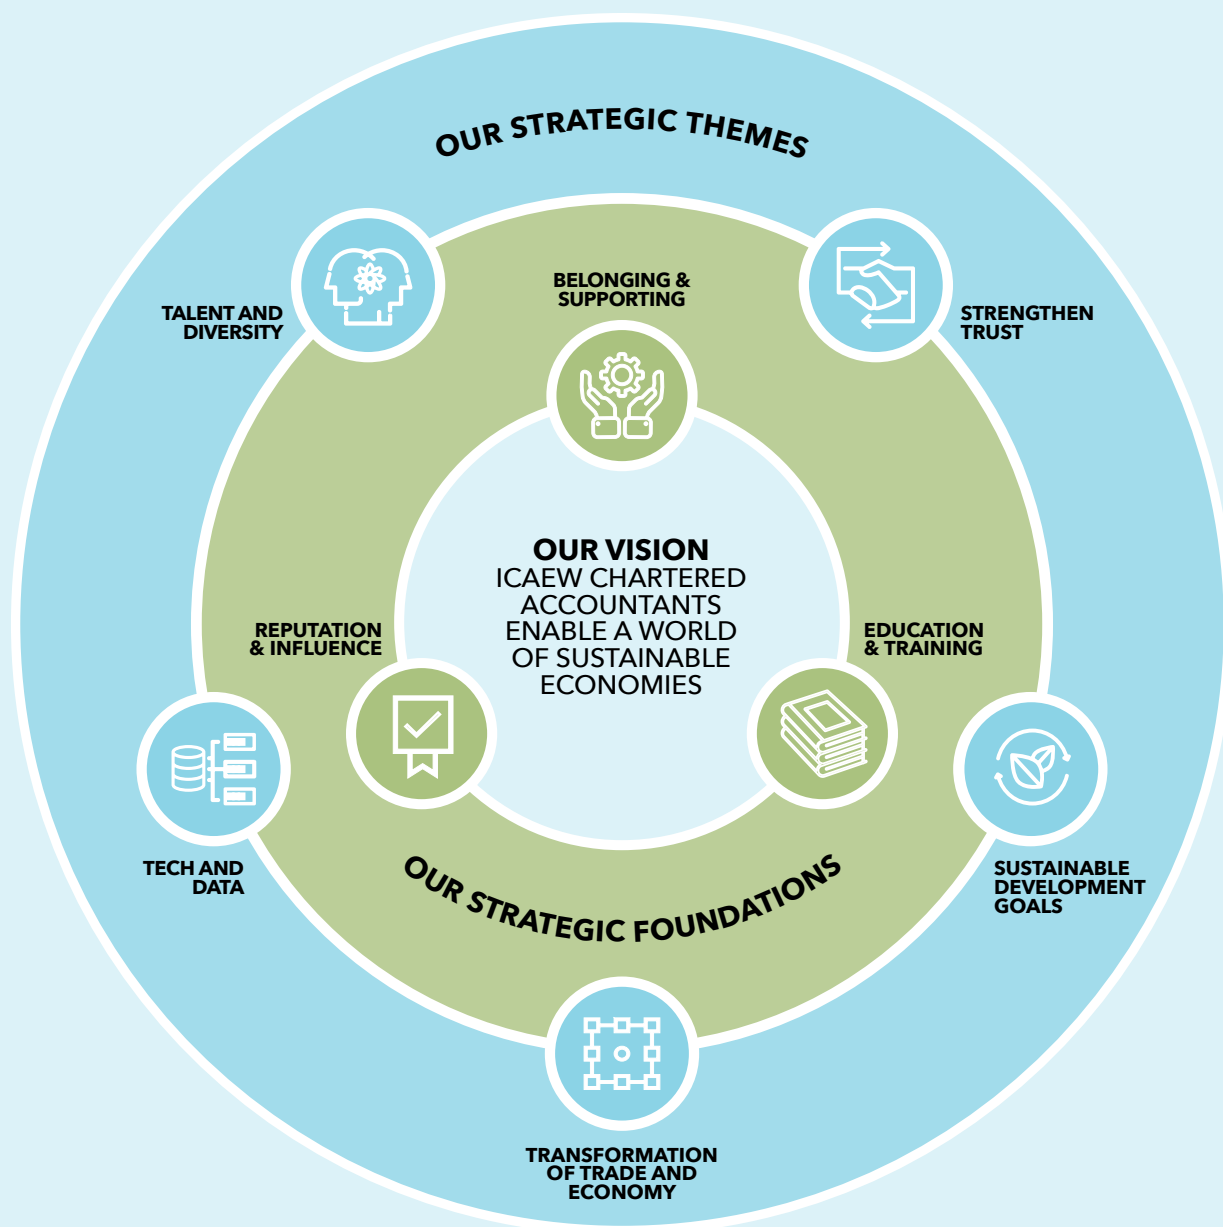 OUR STRATEGIC THEMES
BELONGING &
SUPPORTING
TALENT AND
DIVERSITY
STRENGTHEN
TRUST
OUR VISION
ICAEW CHARTERED
ACCOUNTANTS
ENABLE A WORLD
OF SUSTAINABLE
ECONOMIES
REPUTATION
& INFLUENCE
EDUCATION
& TRAINING
TECH AND
DATA
OUR STRATEGIC FOUNDATIONS
SUSTAINABLE
DEVELOPMENT
GOALS
TRANSFORMATION
OF TRADE AND
ECONOMY